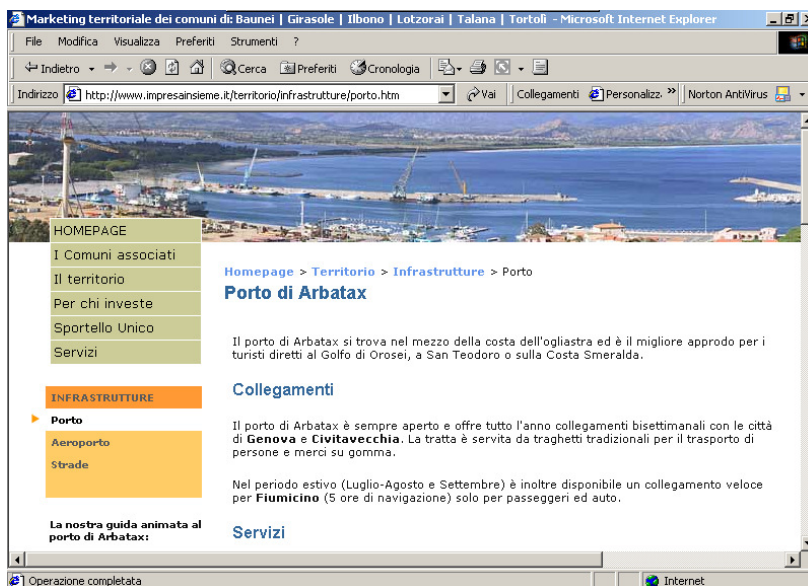 Marketing territoriale dei comuni di: Baunei | Girasole | Ilbono | Lotzorai | Talana | Tortolì - Microsoft Internet Explorer
File Modifica Visualizza Preferiti Strumenti ?
Indietro Cerca Preferiti Cronologia
Indirizzo http://www.impresainsieme.it/territorio/infrastrutture/porto.htm Vai Collegamenti Personalizz. » Norton AntiVirus
HOMEPAGE
I Comuni associati
Il territorio
Per chi investe
Sportello Unico
Servizi
INFRASTRUTTURE
Porto
Aeroporto
Strade
La nostra guida animata al
porto di Arbatax:
Homepage > Territorio > Infrastrutture > Porto
Porto di Arbatax
Il porto di Arbatax si trova nel mezzo della costa dell'ogliastra ed è il migliore approdo per i
turisti diretti al Golfo di Orosei, a San Teodoro o sulla Costa Smeralda.
Collegamenti
Il porto di Arbatax è sempre aperto e offre tutto l'anno collegamenti bisettimanali con le città
di Genova e Civitavecchia. La tratta è servita da traghetti tradizionali per il trasporto di
persone e merci su gomma.
Nel periodo estivo (Luglio-Agosto e Settembre) è inoltre disponibile un collegamento veloce
per Fiumicino (5 ore di navigazione) solo per passeggeri ed auto.
Servizi
Operazione completata Internet